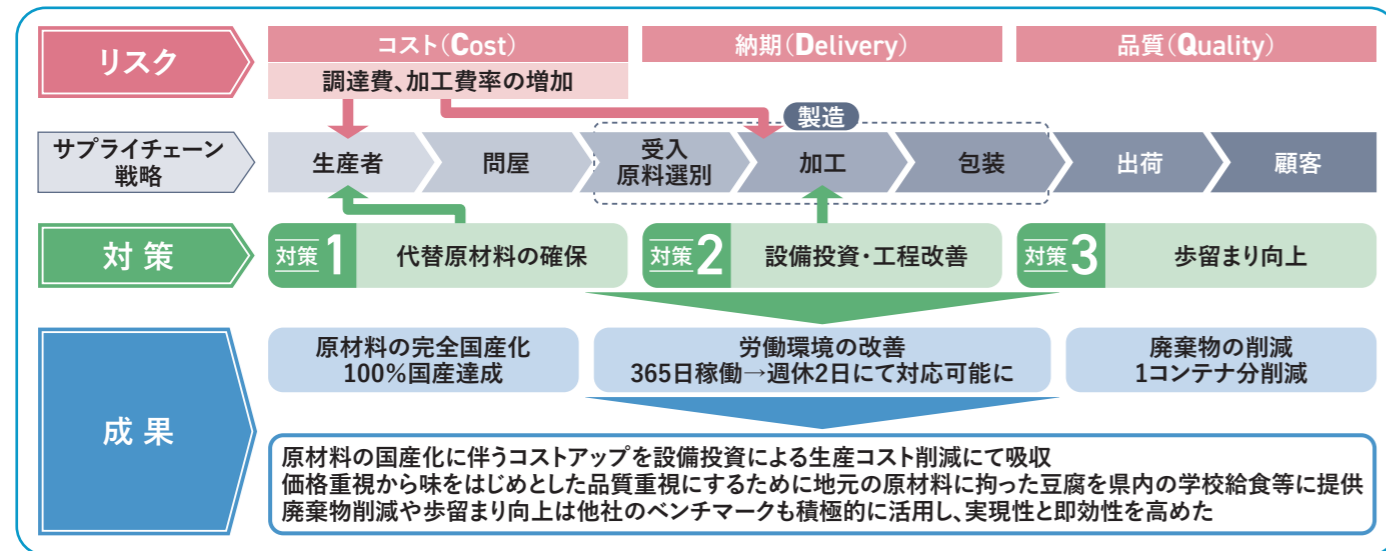 リスク
コスト(Cost)
納期(Delivery)
品質(Quality)
調達費、加工費率の増加
製造
サプライチェーン
戦略
生産者
問屋
受入
原料選別
加工
包装
出荷
顧客
対策
対策1 代替原材料の確保
対策2 設備投資・工程改善
対策3 歩留まり向上
成果
原材料の完全国産化
100%国産達成
労働環境の改善
365日稼働→週休2日にて対応可能に
廃棄物の削減
1コンテナ分削減
原材料の国産化に伴うコストアップを設備投資による生産コスト削減にて吸収
価格重視から味をはじめとした品質重視にするために地元の原材料に拘った豆腐を県内の学校給食等に提供
廃棄物削減や歩留まり向上は他社のベンチマークも積極的に活用し、実現性と即効性を高めた